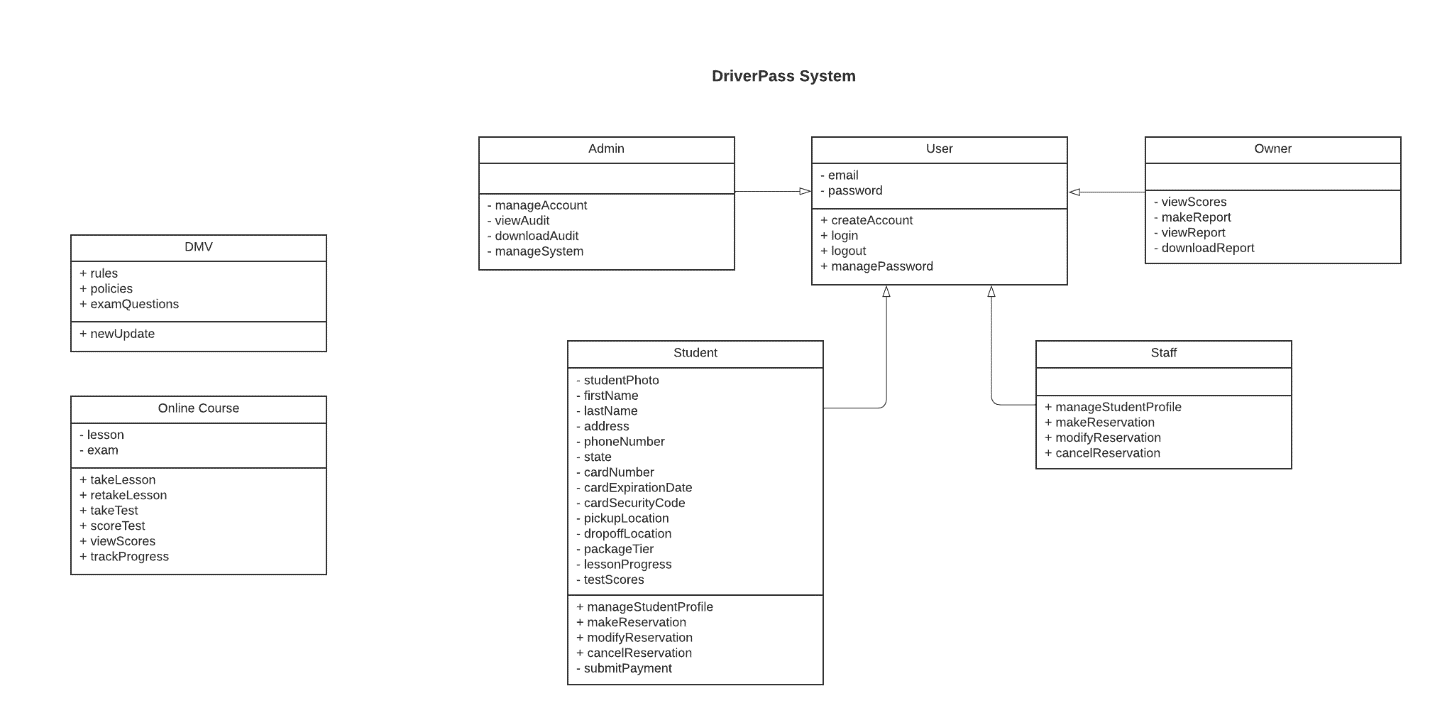 DriverPass System
Admin
- manageAccount
- viewAudit
- downloadAudit
- manageSystem
User
- email
- password
+ createAccount
+ login
+ logout
+ managePassword
Owner
- viewScores
- makeReport
- viewReport
- downloadReport
DMV
+ rules
+ policies
+ examQuestions
+ newUpdate
Online Course
- lesson
- exam
+ takeLesson
+ retakeLesson
+ takeTest
+ scoreTest
+ viewScores
+ trackProgress
Student
- studentPhoto
- firstName
- lastName
- address
- phoneNumber
- state
- cardNumber
- cardExpirationDate
- cardSecurityCode
- pickupLocation
- dropoffLocation
- packageTier
- lessonProgress
- testScores
+ manageStudentProfile
+ makeReservation
+ modifyReservation
+ cancelReservation
- submitPayment
Staff
+ manageStudentProfile
+ makeReservation
+ modifyReservation
+ cancelReservation